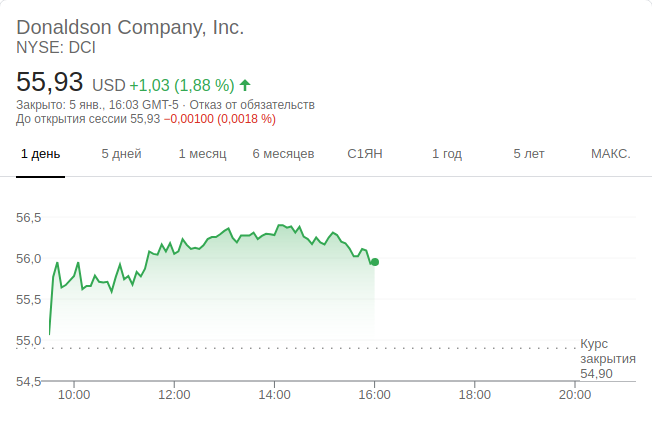 Donaldson Company, Inc.
NYSE: DCI
55,93 USD +1,03 (1,88 %) ↑
Закрыто: 5 янв., 16:03 GMT-5 · Отказ от обязательств
До открытия сессии 55,93 −0,00100 (0,0018 %)
1 день 5 дней 1 месяц 6 месяцев С1ЯН 1 год 5 лет МАКС.
56,5
56,0
55,5
55,0
Курс
закрытия
54,90
54,5
10:00 12:00 14:00 16:00 18:00 20:00